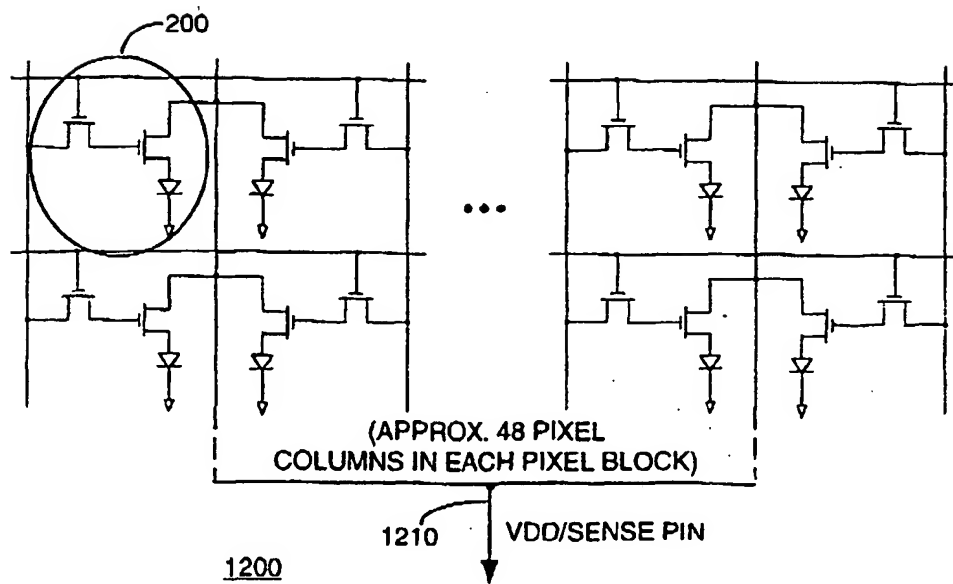 200
(APPROX. 48 PIXEL
COLUMNS IN EACH PIXEL BLOCK)
1210
VDD/SENSE PIN
1200